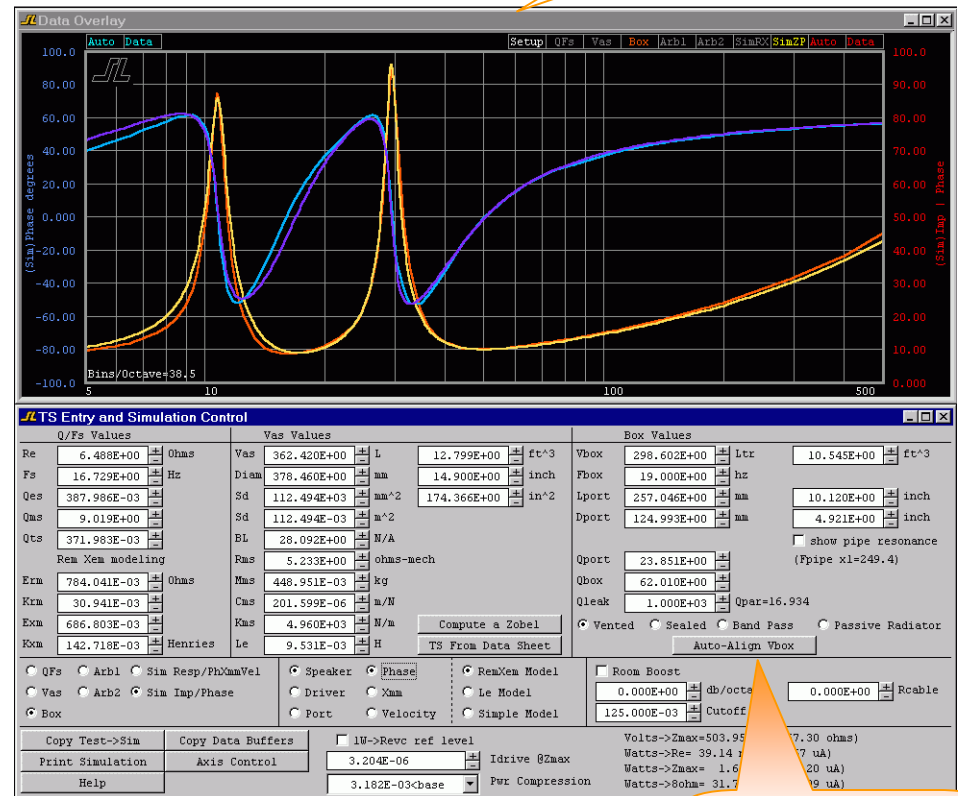 Data Overlay
Auto Data Setup QFs Vas Box Arb1 Arb2 SimRX SimZP Auto Data
100.0 100.0
80.00 90.00
60.00 80.00
40.00 70.00
20.00 60.00
0.000 50.00
-20.00 40.00
-40.00 30.00
-60.00 20.00
-80.00 10.00
-100.0 0.000
(Sim)Phase degrees
(Sim)Imp | Phase
Bins/Octave=38.5
5 10 100 500
TS Entry and Simulation Control
Q/Fs Values Vas Values Box Values
Re 6.488E+00 Ohms Vas 362.420E+00 L 12.799E+00 ft^3 Vbox 298.602E+00 Ltr 10.545E+00 ft^3
Fs 16.729E+00 Hz Diam 378.460E+00 mm 14.900E+00 inch Fbox 19.000E+00 hz
Qes 387.986E-03 Sd 112.494E+03 mm^2 174.366E+00 in^2 Lport 257.046E+00 mm 10.120E+00 inch
Qms 9.019E+00 Sd 112.494E-03 m^2 Dport 124.993E+00 mm 4.921E+00 inch
Qts 371.983E-03 BL 28.092E+00 N/A show pipe resonance
Rem Xem modeling Rms 5.233E+00 ohms-mech Qport 23.851E+00 (Fpipe x1=249.4)
Erm 784.041E-03 Ohms Mms 448.951E-03 kg Qbox 62.010E+00
Krm 30.941E-03 Cms 201.599E-06 m/N Qleak 1.000E+03 Qpar=16.934
Exm 686.803E-03 Kms 4.960E+03 N/m Compute a Zobel Vented Sealed Band Pass Passive Radiator
Kxm 142.718E-03 Henries Le 9.531E-03 H TS From Data Sheet Auto-Align Vbox
QFs Arb1 Sim Resp/PhXmmVel Speaker Phase RemXem Model Room Boost
Vas Arb2 Sim Imp/Phase Driver Xmm Le Model 0.000E+00 db/octa 0.000E+00 Rcable
Box Port Velocity Simple Model 125.000E-03 Cutoff
Copy Test->Sim Copy Data Buffers 1W->Revc ref level Volts->Zmax=503.95 7.30 ohms)
Print Simulation Axis Control 3.204E-06 Idrive @Zmax Watts->Re= 39.14 7 uA)
Watts->Zmax= 1.6 20 uA)
Help 3.182E-03<base Pwr Compression Watts->8ohm= 31.7 9 uA)